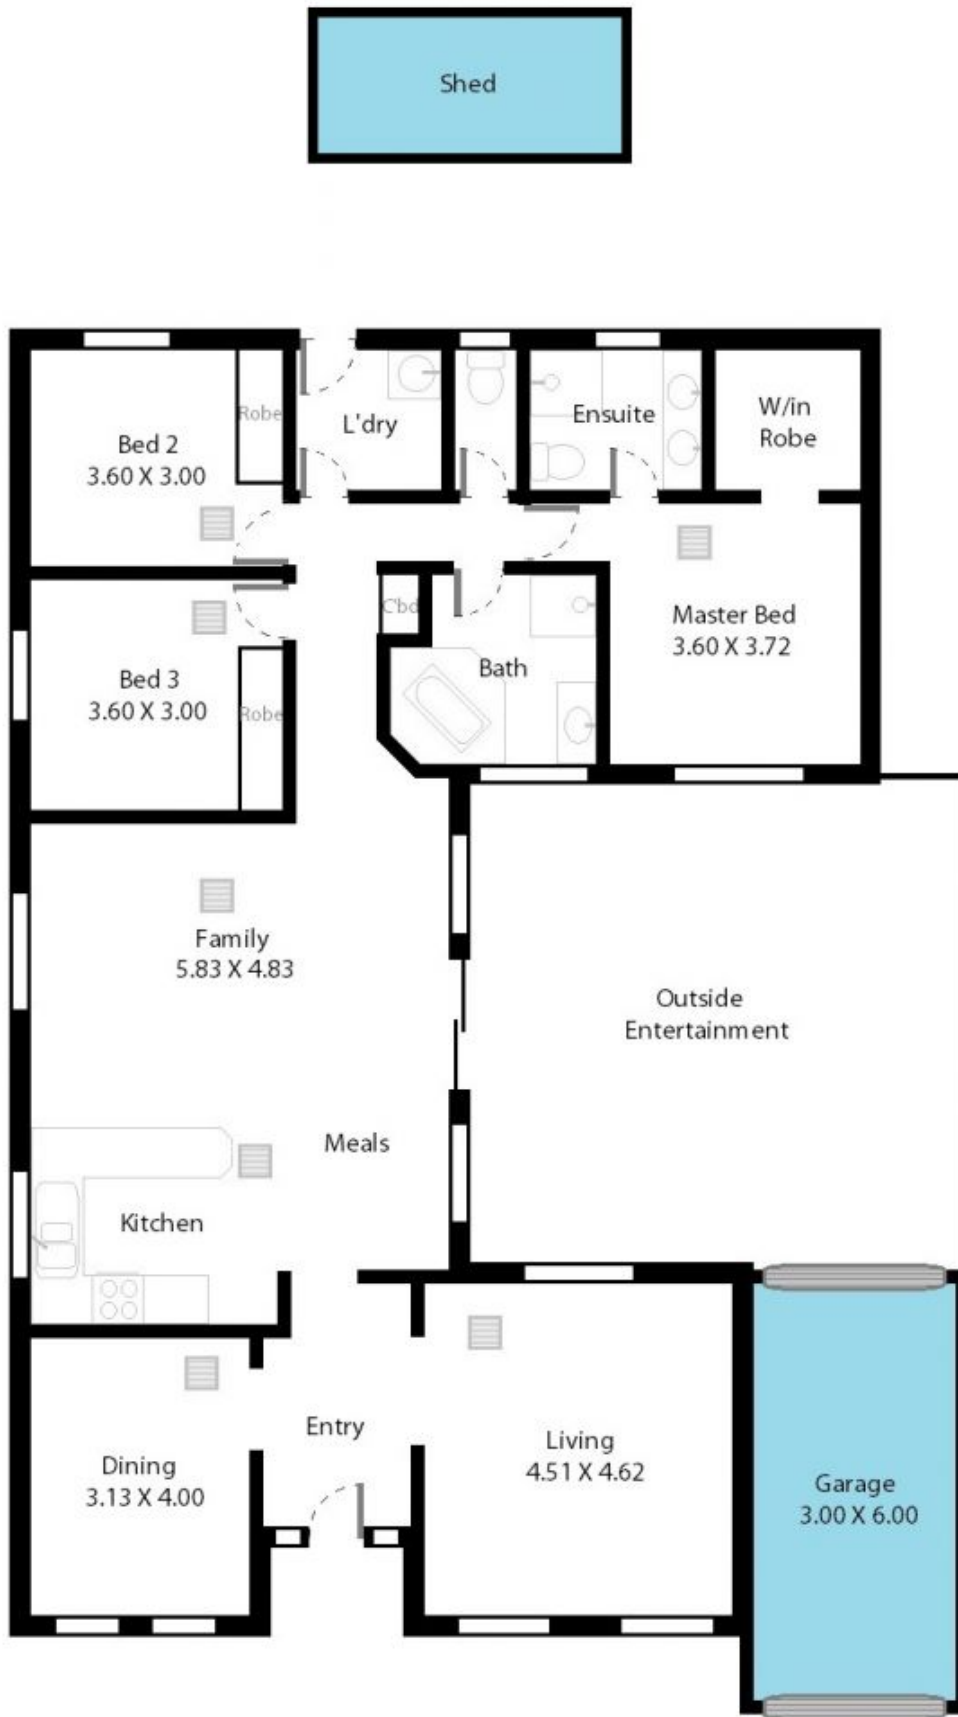 Shed
Bed 2
3.60 X 3.00
Robe
L'dry
Ensuite
W/in
Robe
C'bd
Bath
Master Bed
3.60 X 3.72
Bed 3
3.60 X 3.00
Robe
Family
5.83 X 4.83
Outside
Entertainment
Meals
Kitchen
Entry
Dining
3.13 X 4.00
Living
4.51 X 4.62
Garage
3.00 X 6.00